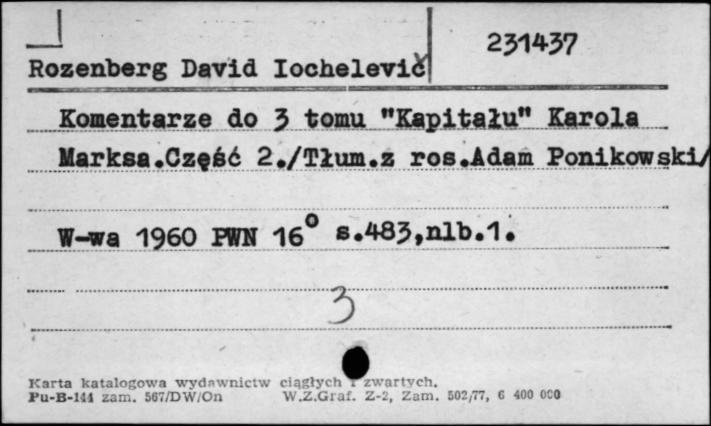 231437
Rozenberg David Iochelevič
Komentarze do 3 tomu "Kapitału" Karola
Marksa.Część 2./Tłum.z ros.Adam Ponikowski/
W-wa 1960 PWN 16° s.483,nlb.1.
3
Karta katalogowa wydawnictw ciągłych i zwartych.
Pu-B-144 zam. 567/DW/On W.Z.Graf. Z-2, Zam. 502/77, 6 400 000